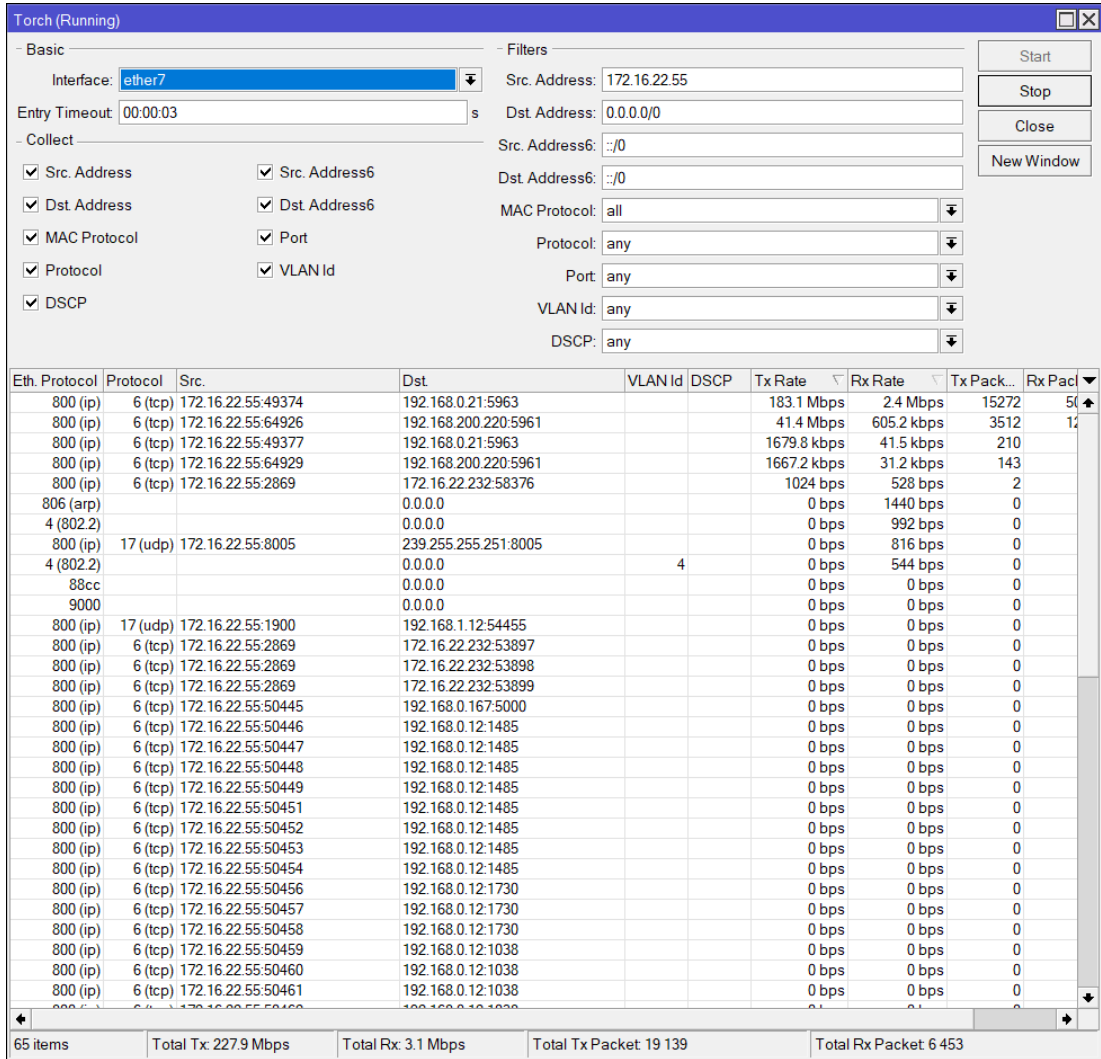 Torch (Running)
Basic
Interface: ether7
Entry Timeout: 00:00:03 s
Collect
Src. Address Src. Address6
Dst. Address Dst. Address6
MAC Protocol Port
Protocol VLAN Id
DSCP
Filters
Src. Address: 172.16.22.55
Dst. Address: 0.0.0.0/0
Src. Address6: ::/0
Dst. Address6: ::/0
MAC Protocol: all
Protocol: any
Port: any
VLAN Id: any
DSCP: any
Start
Stop
Close
New Window
Eth. Protocol Protocol Src. Dst. VLAN Id DSCP Tx Rate Rx Rate Tx Pack... Rx Pack
800 (ip) 6 (tcp) 172.16.22.55:49374 192.168.0.21:5963 183.1 Mbps 2.4 Mbps 15272
800 (ip) 6 (tcp) 172.16.22.55:64926 192.168.200.220:5961 41.4 Mbps 605.2 kbps 3512
800 (ip) 6 (tcp) 172.16.22.55:49377 192.168.0.21:5963 1679.8 kbps 41.5 kbps 210
800 (ip) 6 (tcp) 172.16.22.55:64929 192.168.200.220:5961 1667.2 kbps 31.2 kbps 143
800 (ip) 6 (tcp) 172.16.22.55:2869 172.16.22.232:58376 1024 bps 528 bps 2
806 (arp) 0.0.0.0 0 bps 1440 bps 0
4 (802.2) 0.0.0.0 0 bps 992 bps 0
800 (ip) 17 (udp) 172.16.22.55:8005 239.255.255.251:8005 0 bps 816 bps 0
4 (802.2) 0.0.0.0 4 0 bps 544 bps 0
88cc 0.0.0.0 0 bps 0 bps 0
9000 0.0.0.0 0 bps 0 bps 0
800 (ip) 17 (udp) 172.16.22.55:1900 192.168.1.12:54455 0 bps 0 bps 0
800 (ip) 6 (tcp) 172.16.22.55:2869 172.16.22.232:53897 0 bps 0 bps 0
800 (ip) 6 (tcp) 172.16.22.55:2869 172.16.22.232:53898 0 bps 0 bps 0
800 (ip) 6 (tcp) 172.16.22.55:2869 172.16.22.232:53899 0 bps 0 bps 0
800 (ip) 6 (tcp) 172.16.22.55:50445 192.168.0.167:5000 0 bps 0 bps 0
800 (ip) 6 (tcp) 172.16.22.55:50446 192.168.0.12:1485 0 bps 0 bps 0
800 (ip) 6 (tcp) 172.16.22.55:50447 192.168.0.12:1485 0 bps 0 bps 0
800 (ip) 6 (tcp) 172.16.22.55:50448 192.168.0.12:1485 0 bps 0 bps 0
800 (ip) 6 (tcp) 172.16.22.55:50449 192.168.0.12:1485 0 bps 0 bps 0
800 (ip) 6 (tcp) 172.16.22.55:50451 192.168.0.12:1485 0 bps 0 bps 0
800 (ip) 6 (tcp) 172.16.22.55:50452 192.168.0.12:1485 0 bps 0 bps 0
800 (ip) 6 (tcp) 172.16.22.55:50453 192.168.0.12:1485 0 bps 0 bps 0
800 (ip) 6 (tcp) 172.16.22.55:50454 192.168.0.12:1485 0 bps 0 bps 0
800 (ip) 6 (tcp) 172.16.22.55:50456 192.168.0.12:1730 0 bps 0 bps 0
800 (ip) 6 (tcp) 172.16.22.55:50457 192.168.0.12:1730 0 bps 0 bps 0
800 (ip) 6 (tcp) 172.16.22.55:50458 192.168.0.12:1730 0 bps 0 bps 0
800 (ip) 6 (tcp) 172.16.22.55:50459 192.168.0.12:1038 0 bps 0 bps 0
800 (ip) 6 (tcp) 172.16.22.55:50460 192.168.0.12:1038 0 bps 0 bps 0
800 (ip) 6 (tcp) 172.16.22.55:50461 192.168.0.12:1038 0 bps 0 bps 0
65 items Total Tx: 227.9 Mbps Total Rx: 3.1 Mbps Total Tx Packet: 19 139 Total Rx Packet: 6 453